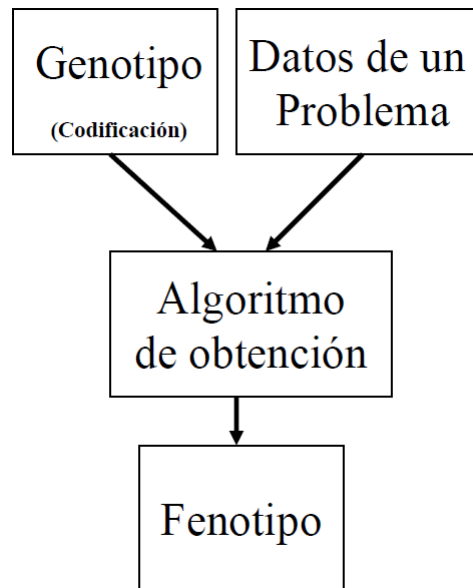 Genotipo
(Codificación)
Datos de un
Problema
Algoritmo
de obtención
Fenotipo